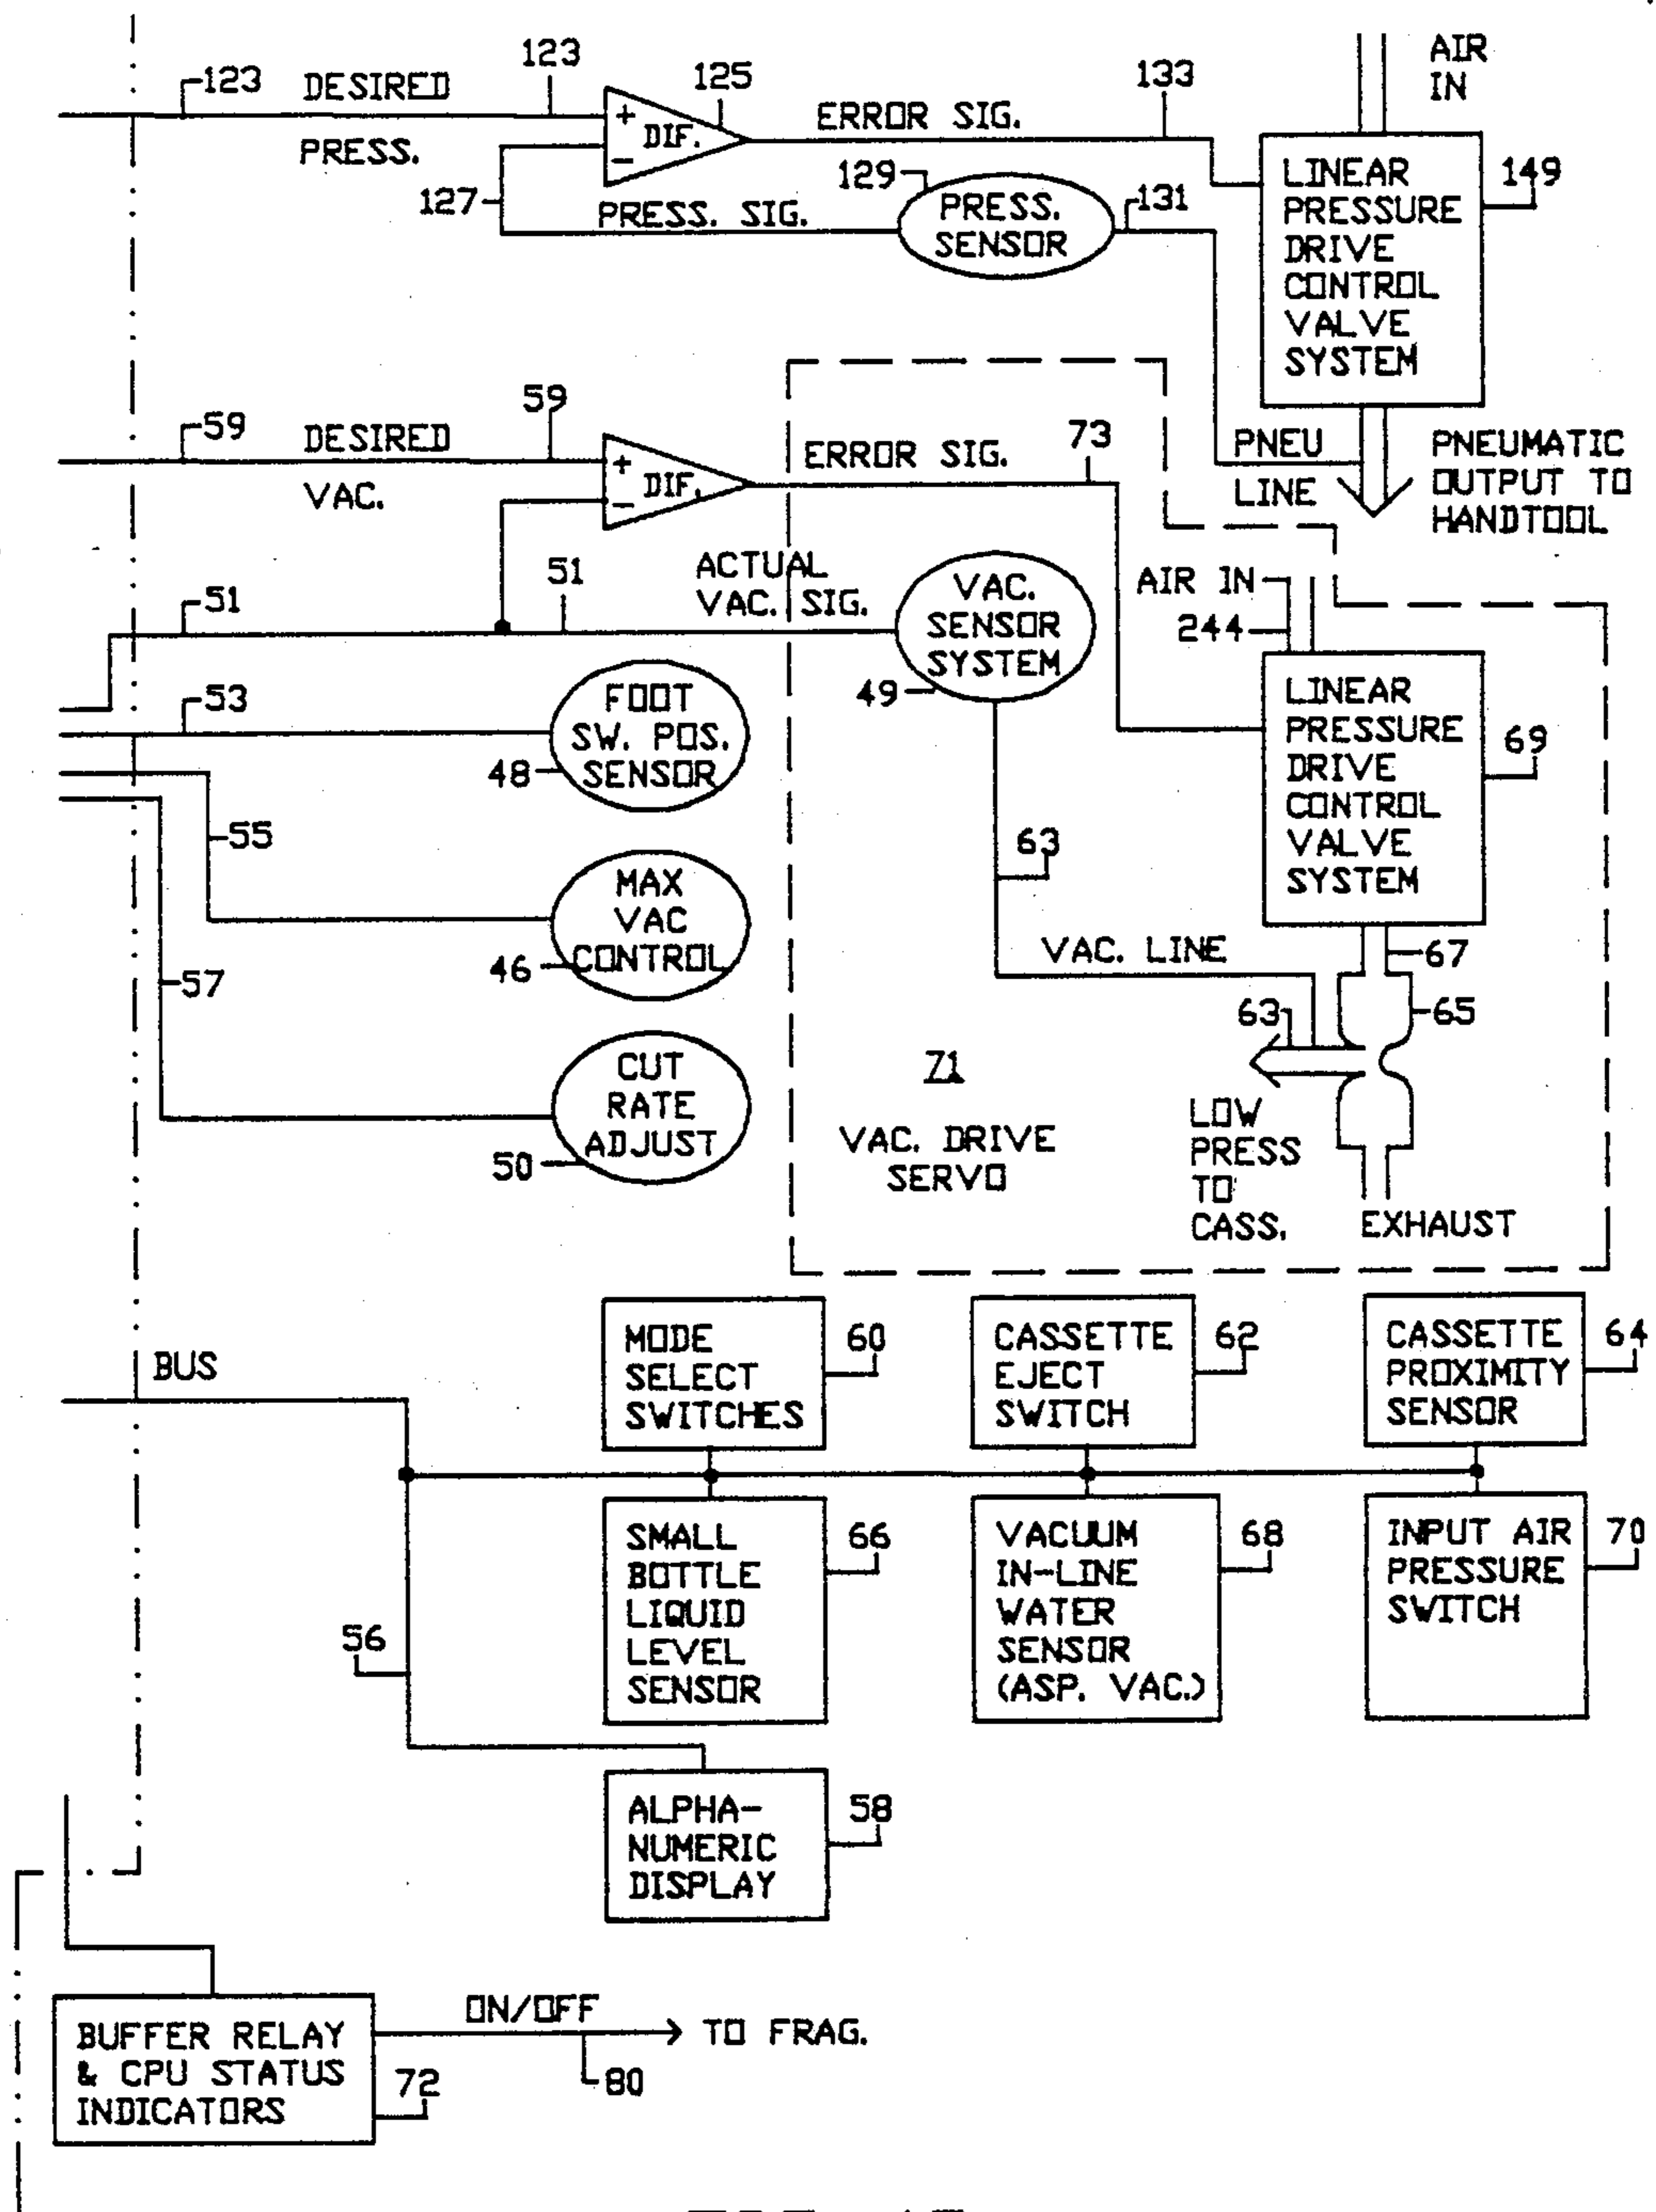 123
DESIRED
PRESS.
123
+
-
DIF.
125
ERROR SIG.
133
AIR
IN
127
PRESS. SIG.
129
PRESS.
SENSOR
131
LINEAR
PRESSURE
DRIVE
CONTROL
VALVE
SYSTEM
149
PNEU
LINE
PNEUMATIC
OUTPUT TO
HANDTOOL
59
DESIRED
VAC.
59
+
-
DIF.
ERROR SIG.
73
51
51
ACTUAL
VAC. SIG.
VAC.
SENSOR
SYSTEM
49
AIR IN
244
LINEAR
PRESSURE
DRIVE
CONTROL
VALVE
SYSTEM
69
53
FOOT
SW. POS.
SENSOR
48
55
MAX
VAC
CONTROL
46
57
CUT
RATE
ADJUST
50
63
VAC. LINE
67
65
63
71
VAC. DRIVE
SERVO
LOW
PRESS
TO
CASS.
EXHAUST
BUS
MODE
SELECT
SWITCHES
60
CASSETTE
EJECT
SWITCH
62
CASSETTE
PROXIMITY
SENSOR
64
SMALL
BOTTLE
LIQUID
LEVEL
SENSOR
66
VACUUM
IN-LINE
WATER
SENSOR
(ASP. VAC.)
68
INPUT AIR
PRESSURE
SWITCH
70
56
ALPHA-
NUMERIC
DISPLAY
58
BUFFER RELAY
& CPU STATUS
INDICATORS
72
ON/OFF
80
TO FRAG.